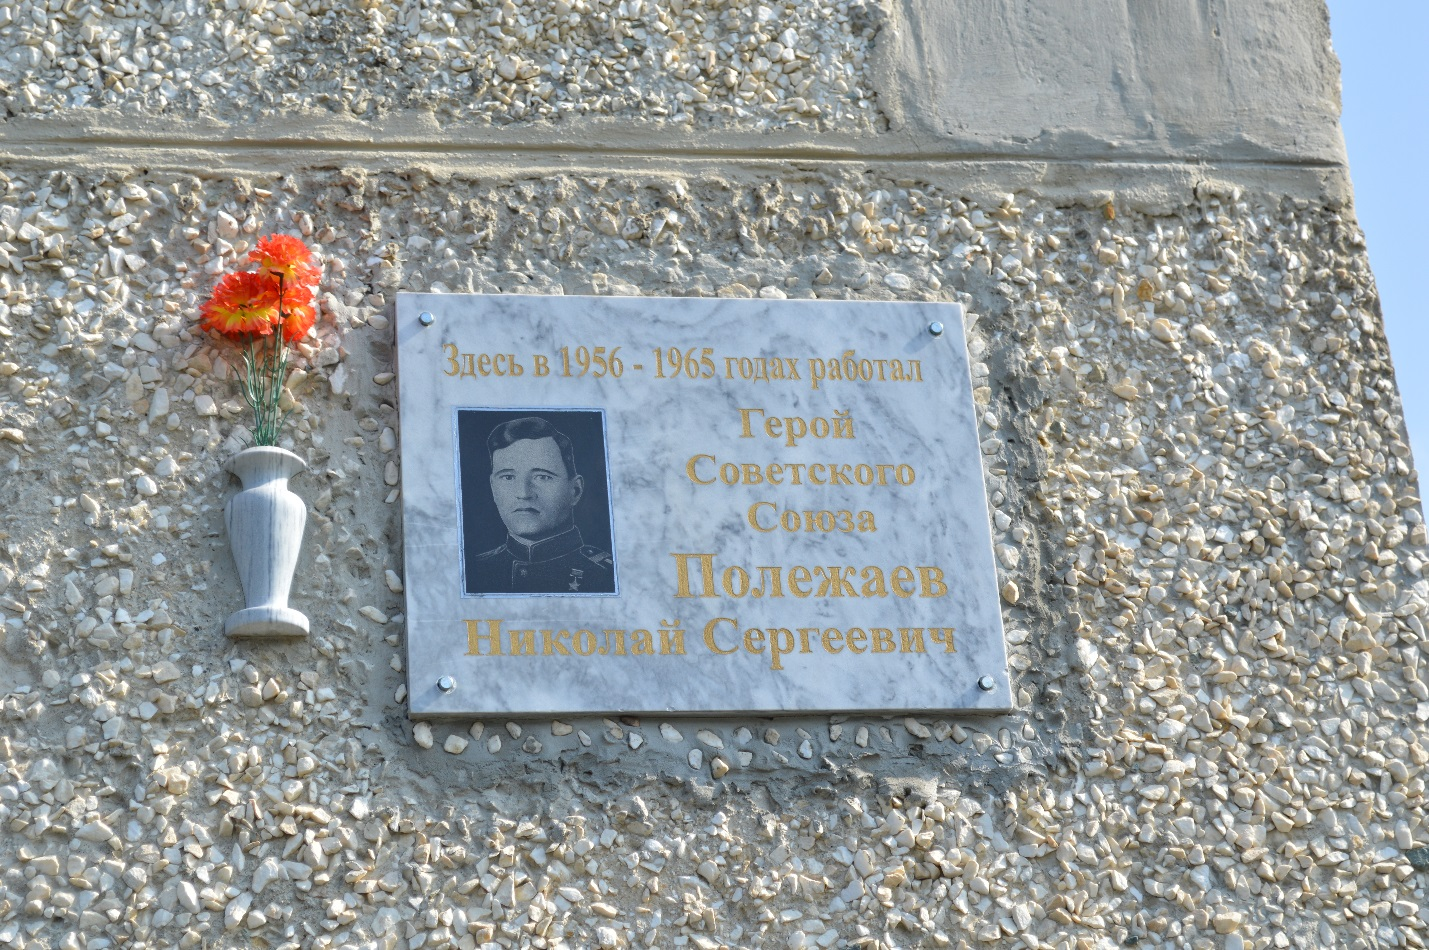 Здесь в 1956 - 1965 годах работал
Герой
Советского
Союза
Полежаев
Николай Сергеевич